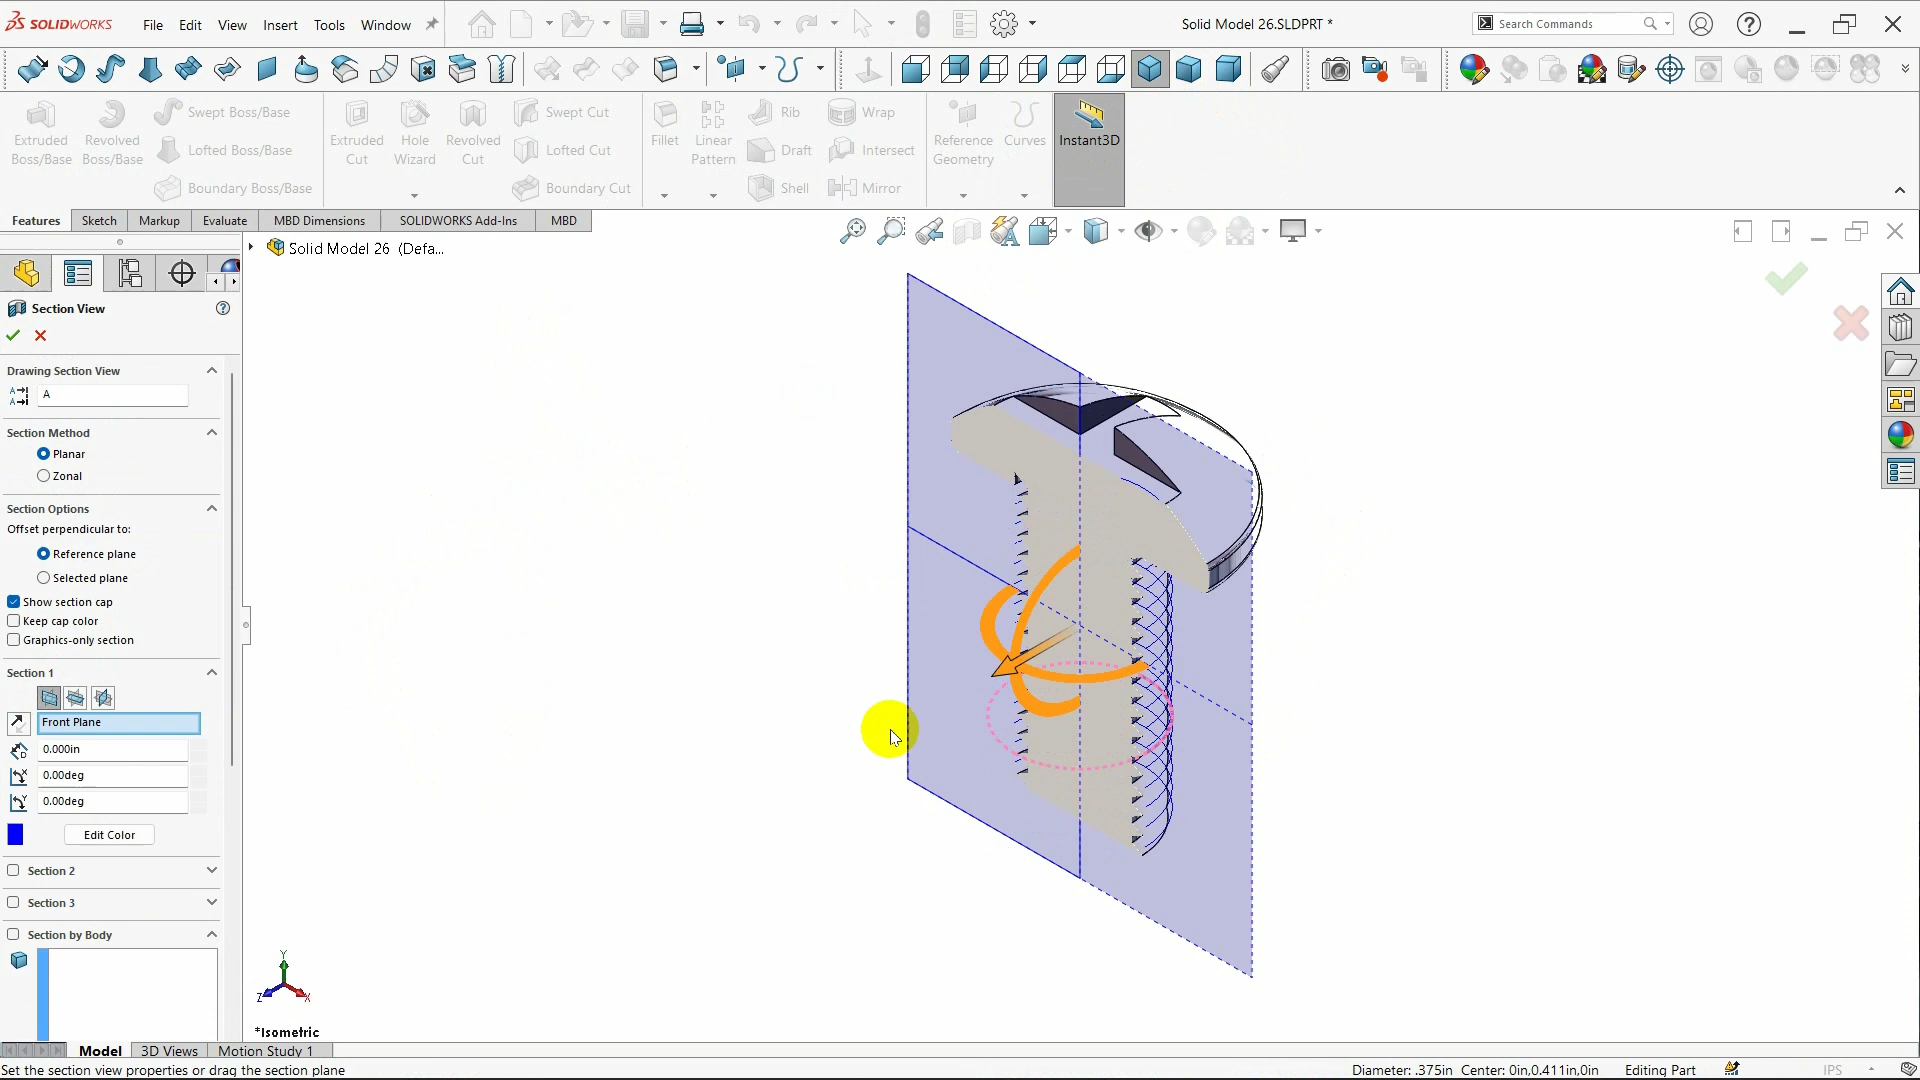 SOLIDWORKS File Edit View Insert Tools Window Solid Model 26.SLDPRT * Search Commands
Extruded Boss/Base
Revolved Boss/Base
Swept Boss/Base
Lofted Boss/Base
Boundary Boss/Base
Extruded Cut
Hole Wizard
Revolved Cut
Swept Cut
Lofted Cut
Boundary Cut
Fillet
Linear Pattern
Rib
Draft
Shell
Wrap
Intersect
Mirror
Reference Geometry
Curves
Instant3D
Features Sketch Markup Evaluate MBD Dimensions SOLIDWORKS Add-Ins MBD
Solid Model 26 (Defa...
Section View
Drawing Section View
A
Section Method
Planar
Zonal
Section Options
Offset perpendicular to:
Reference plane
Selected plane
Show section cap
Keep cap color
Graphics-only section
Section 1
Front Plane
0.000in
0.00deg
0.00deg
Edit Color
Section 2
Section 3
Section by Body
Y
Z X
*Isometric
Model 3D Views Motion Study 1
Set the section view properties or drag the section plane Diameter: .375in Center: 0in,0.411in,0in Editing Part IPS